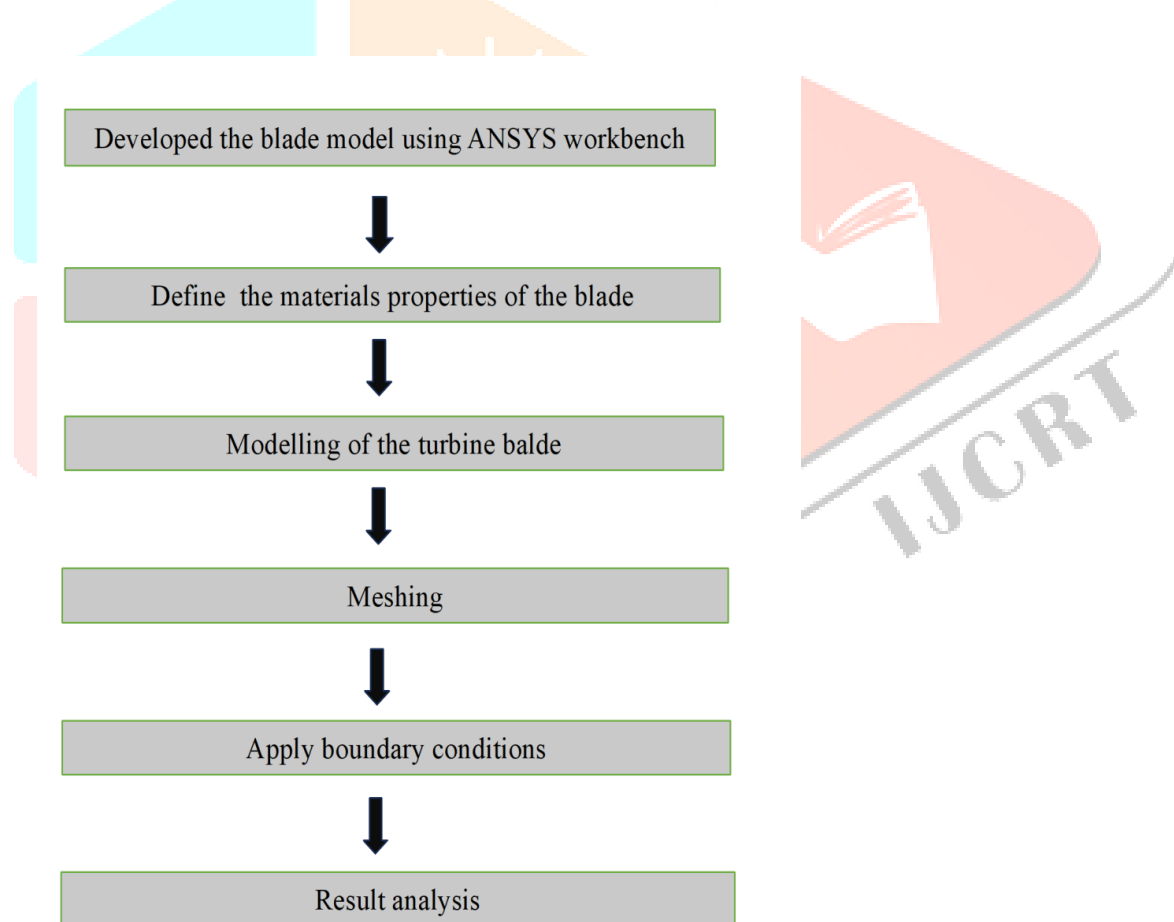 Developed the blade model using ANSYS workbench
Define the materials properties of the blade
Modelling of the turbine balde
Meshing
Apply boundary conditions
Result analysis
IJCRT